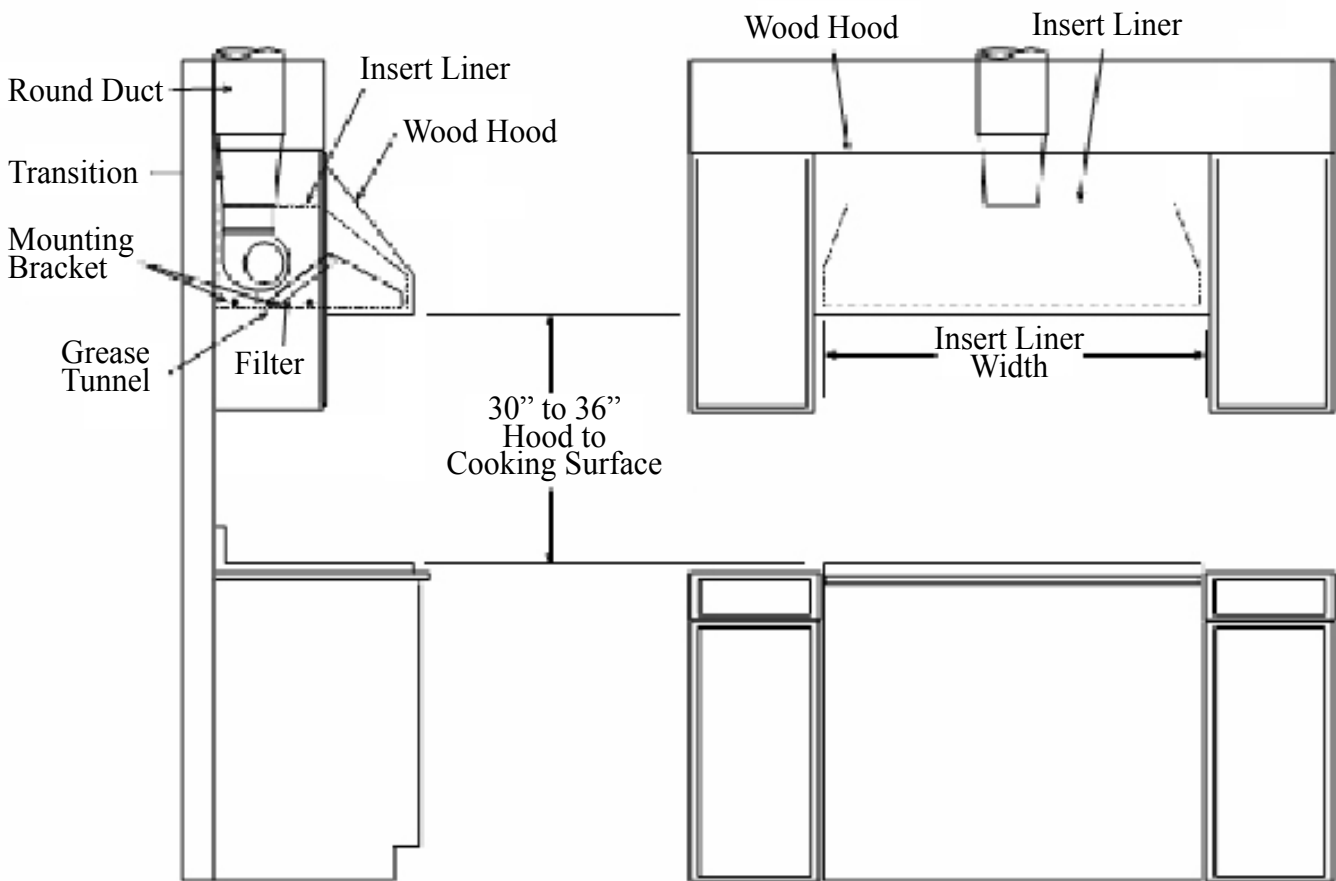 Round Duct
Transition
Mounting
Bracket
Grease
Tunnel
Filter
Insert Liner
Wood Hood
30” to 36”
Hood to
Cooking Surface
Wood Hood
Insert Liner
Insert Liner
Width